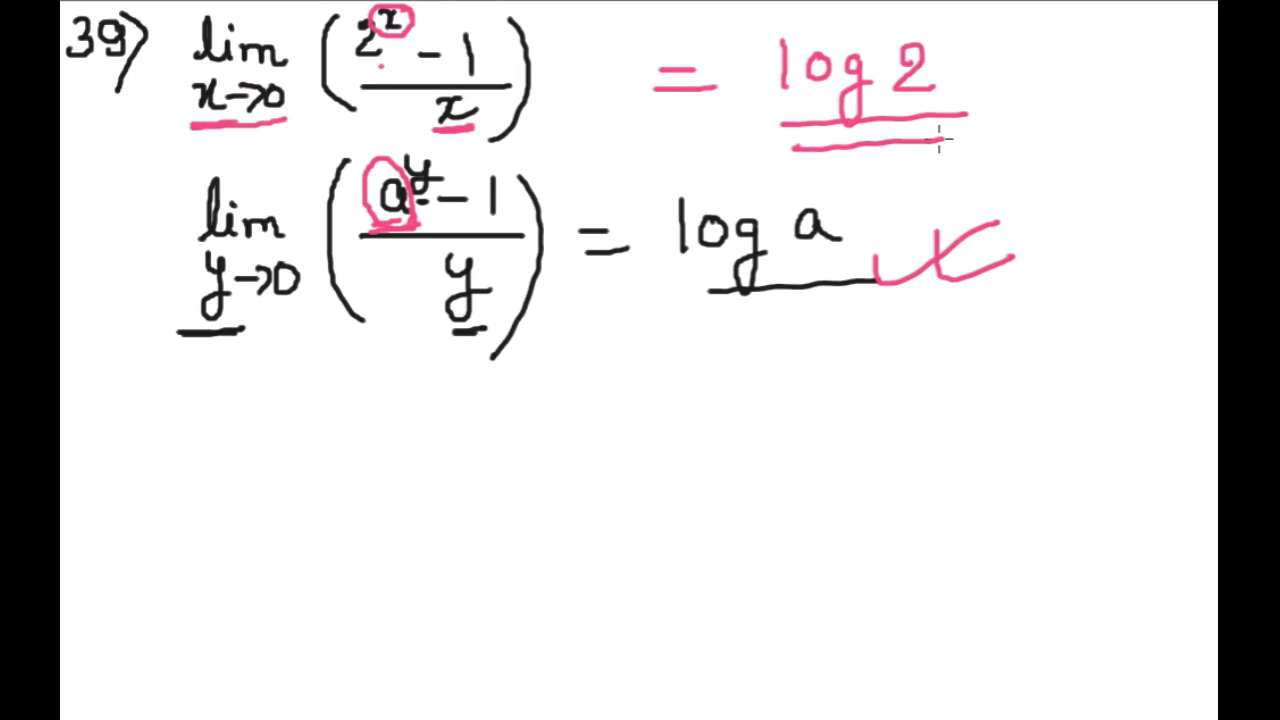 39) lim x→0 (2^x - 1 / x) = log 2
lim y→0 (a^y - 1 / y) = log a